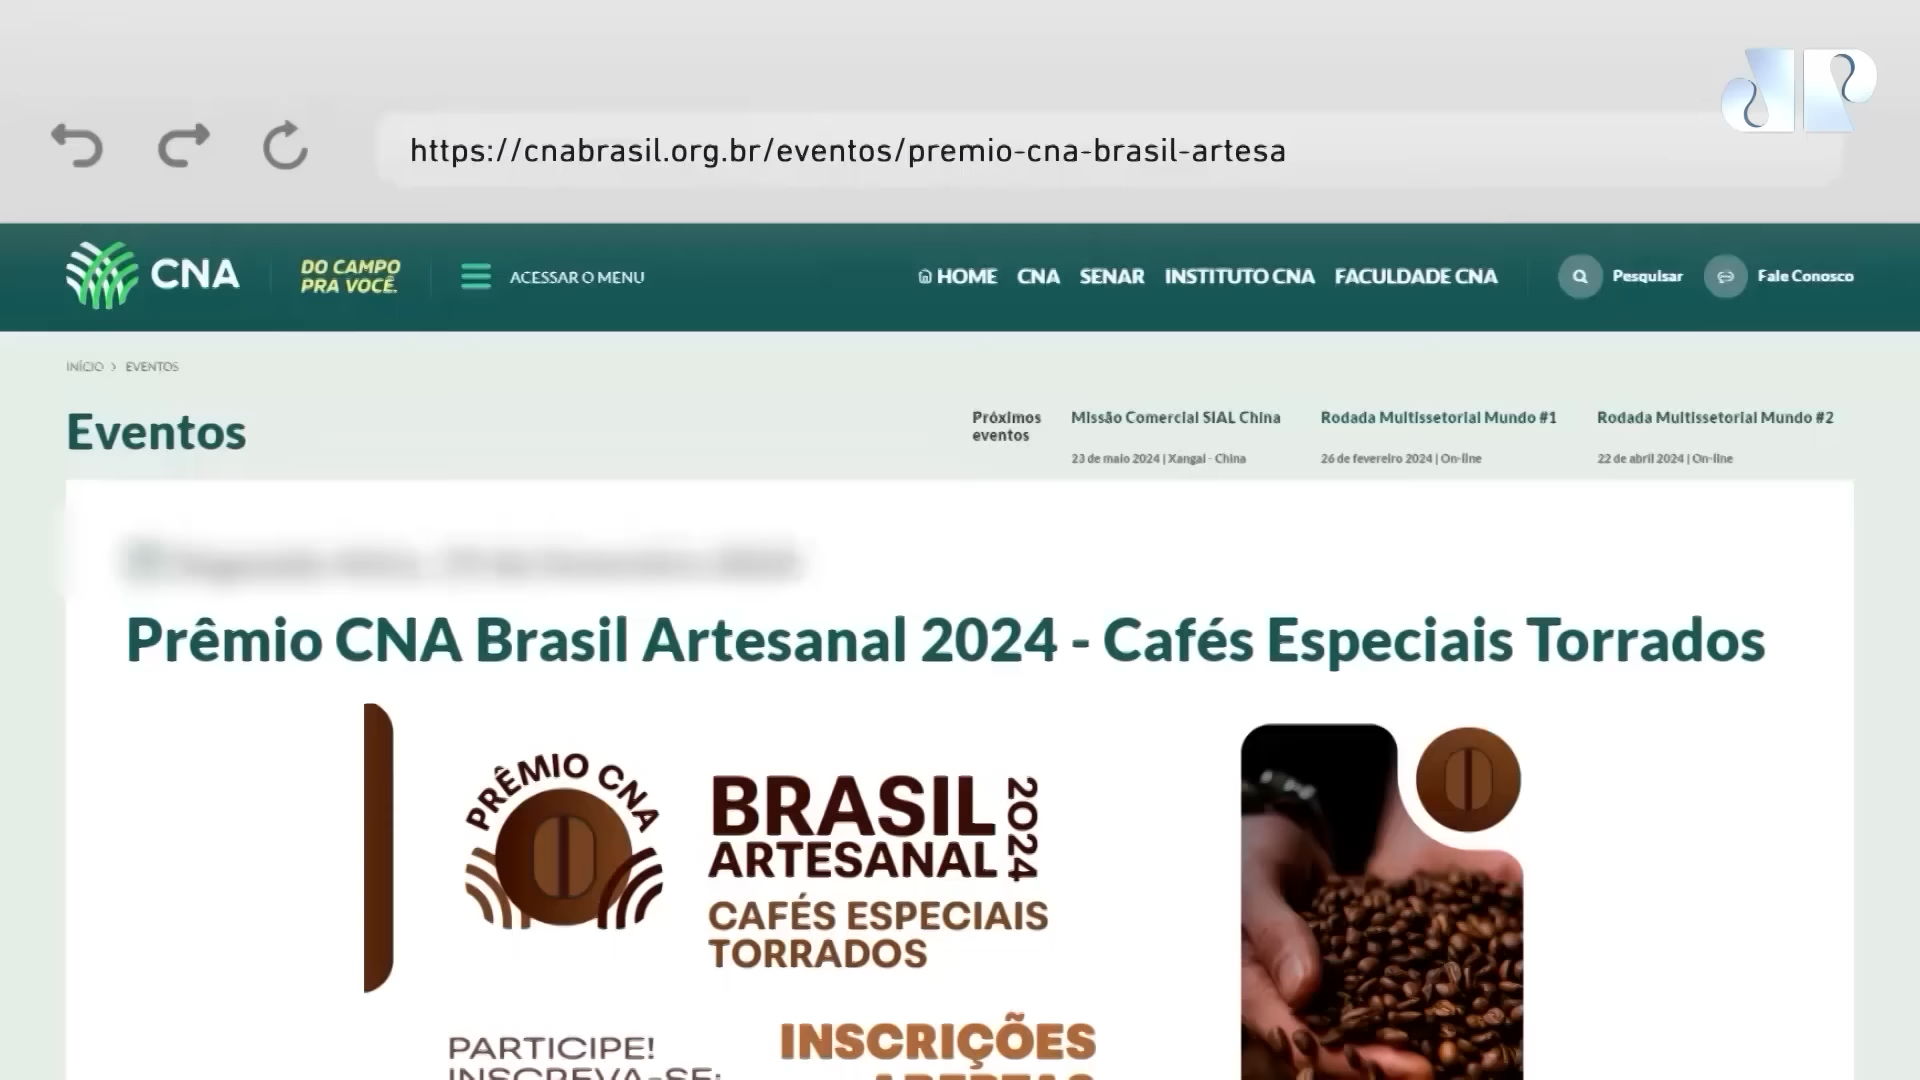 JP
https://cnabrasil.org.br/eventos/premio-cna-brasil-artesa
CNA
DO CAMPO
PRA VOCÊ.
ACESSAR O MENU
HOME CNA SENAR INSTITUTO CNA FACULDADE CNA
Pesquisar
Fale Conosco
INÍCIO > EVENTOS
Eventos
Próximos
eventos
Missão Comercial SIAL China
23 de maio 2024 | Xangai - China
Rodada Multissetorial Mundo #1
26 de fevereiro 2024 | On-line
Rodada Multissetorial Mundo #2
22 de abril 2024 | On-line
Prêmio CNA Brasil Artesanal 2024 - Cafés Especiais Torrados
PRÊMIO CNA
BRASIL
ARTESANAL
2024
CAFÉS ESPECIAIS
TORRADOS
PARTICIPE!
INSCREVA-SE:
INSCRIÇÕES
ABERTAS